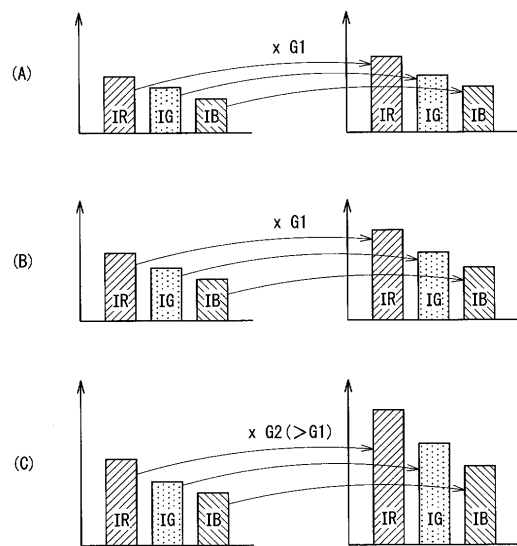 x G1
(A)
IR IG IB IR IG IB
x G1
(B)
IR IG IB IR IG IB
x G2(>G1)
(C)
IR IG IB IR IG IB